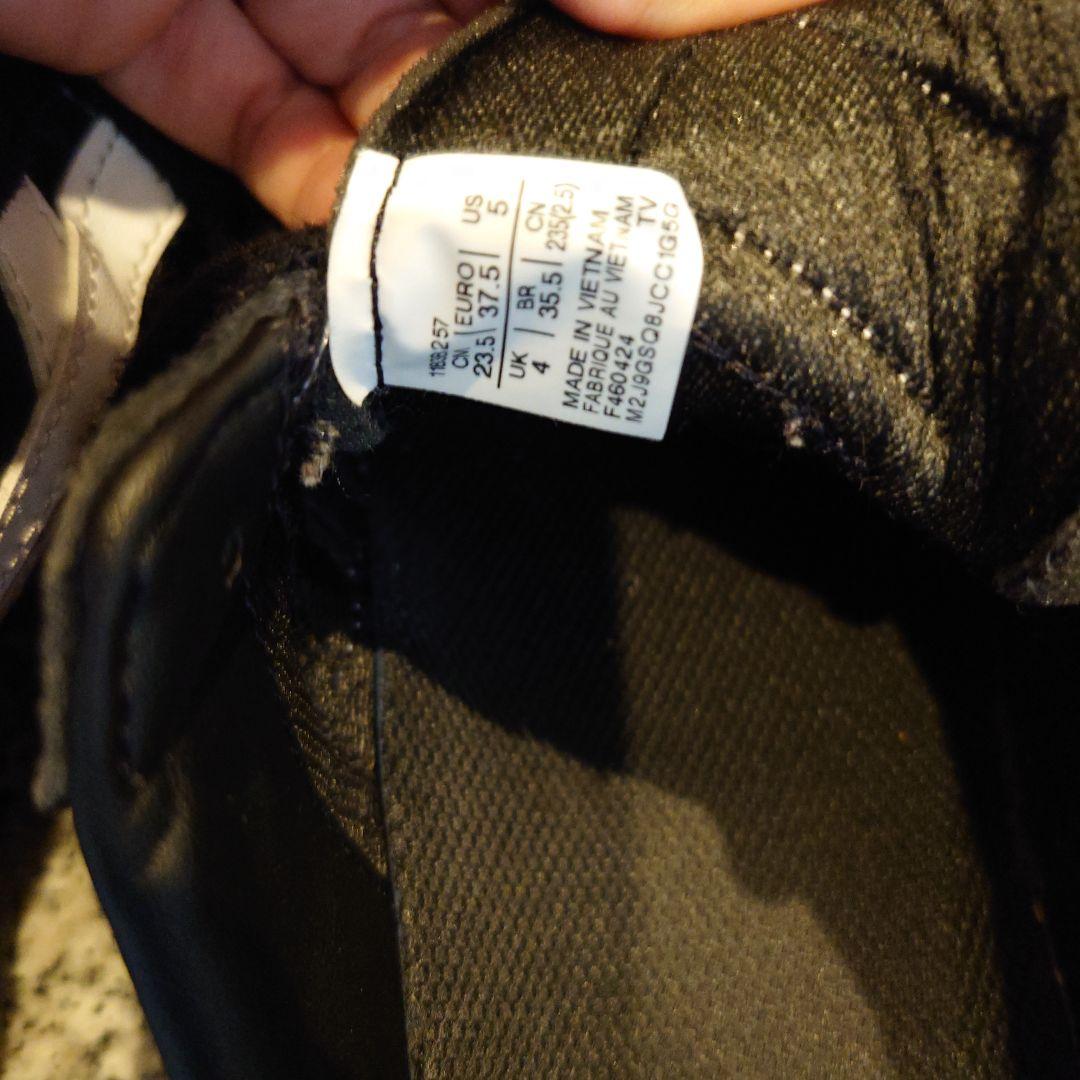 1183B257
CN | EURO | US
23.5 | 37.5 | 5
UK | BR | CN
4 | 35.5 | 235(2.5)
MADE IN VIETNAM
FABRIQUE AU VIETNAM
F460424 TV
M2J9GSQ8JCC1G5G